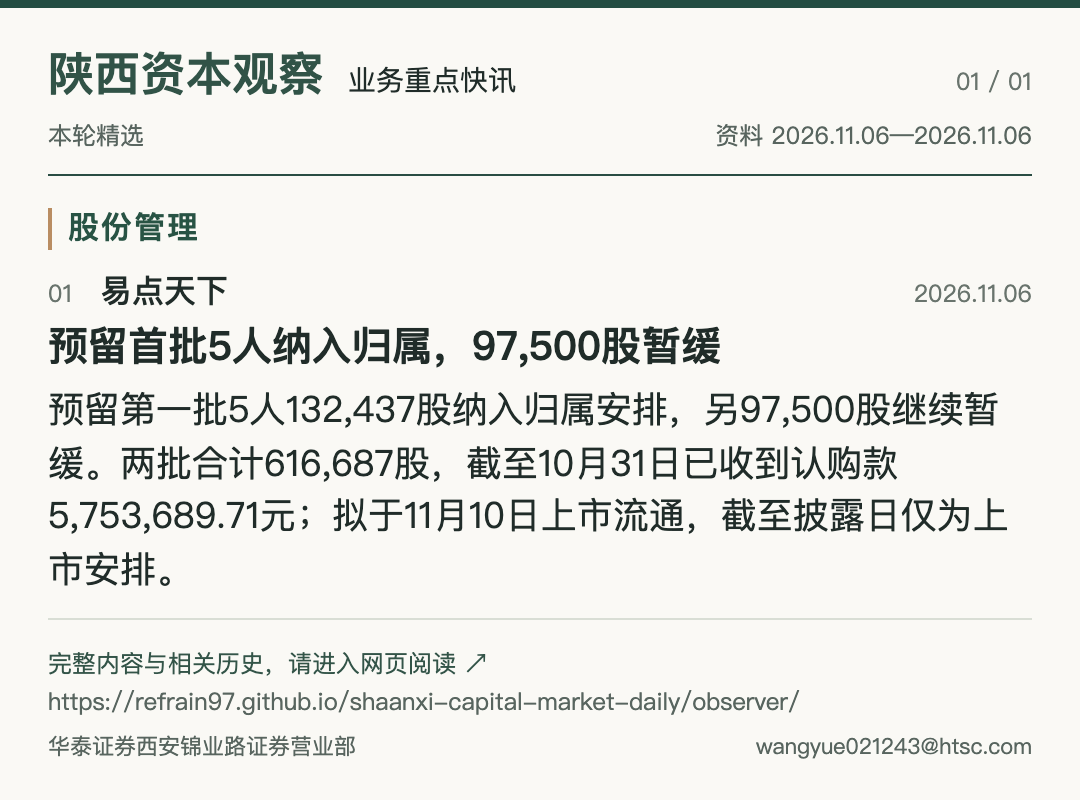 陕西资本观察 业务重点快讯 01 / 01
本轮精选 资料 2026.11.06—2026.11.06
股份管理
01 易点天下 2026.11.06
预留首批5人纳入归属，97,500股暂缓
预留第一批5人132,437股纳入归属安排，另97,500股继续暂
缓。两批合计616,687股，截至10月31日已收到认购款
5,753,689.71元；拟于11月10日上市流通，截至披露日仅为上
市安排。
完整内容与相关历史，请进入网页阅读 ↗
https://refrain97.github.io/shaanxi-capital-market-daily/observer/
华泰证券西安锦业路证券营业部 wangyue021243@htsc.com